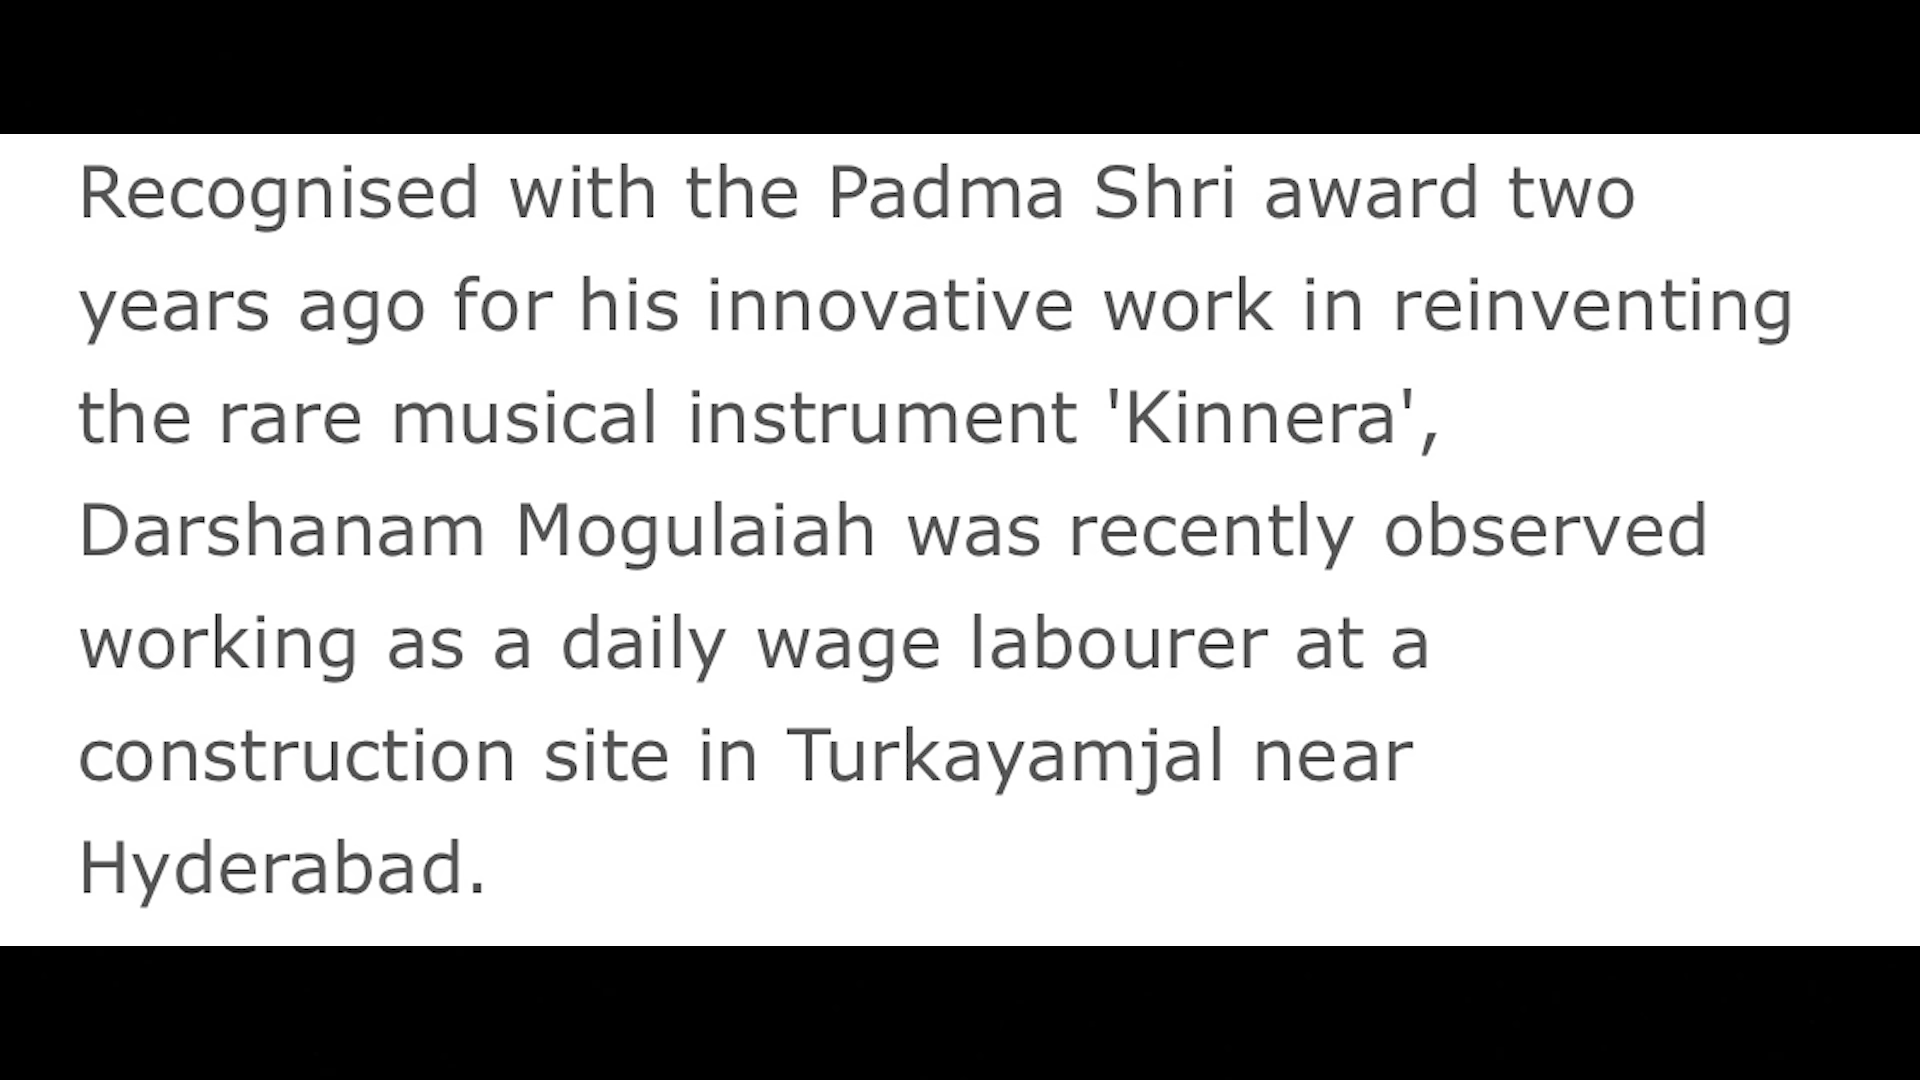 Recognised with the Padma Shri award two
years ago for his innovative work in reinventing
the rare musical instrument 'Kinnera',
Darshanam Mogulaiah was recently observed
working as a daily wage labourer at a
construction site in Turkayamjal near
Hyderabad.